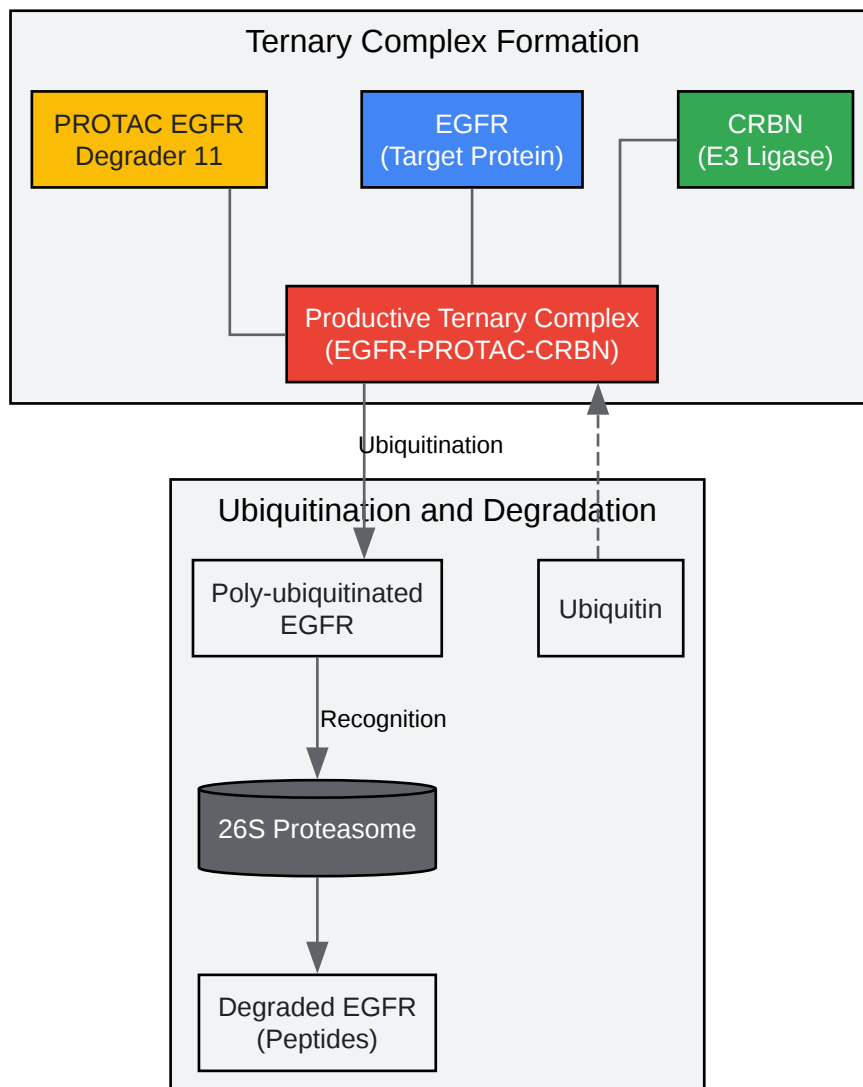 Ternary Complex Formation
PROTAC EGFR
Degrader 11
EGFR
(Target Protein)
CRBN
(E3 Ligase)
Productive Ternary Complex
(EGFR-PROTAC-CRBN)
Ubiquitination
Ubiquitination and Degradation
Poly-ubiquitinated
EGFR
Ubiquitin
Recognition
26S Proteasome
Degraded EGFR
(Peptides)